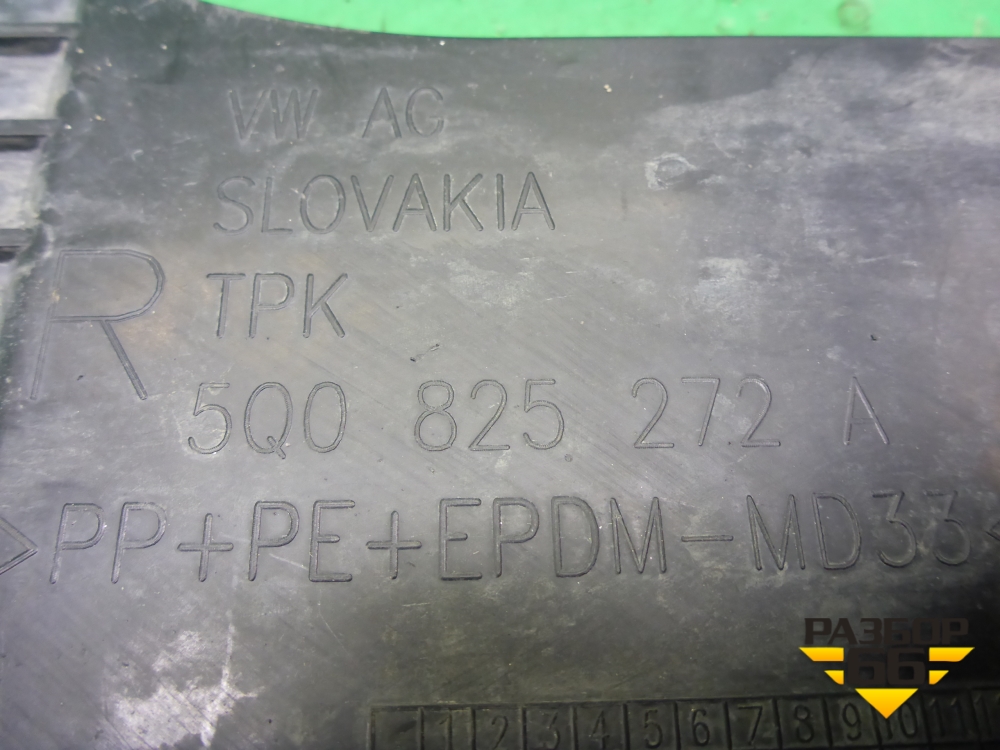 VW AG
SLOVAKIA
R TPK
5Q0 825 272 A
>PP+PE+EPDM-MD33<
РАЗБОР
66
1 2 3 4 5 6 7 8 9 10 11